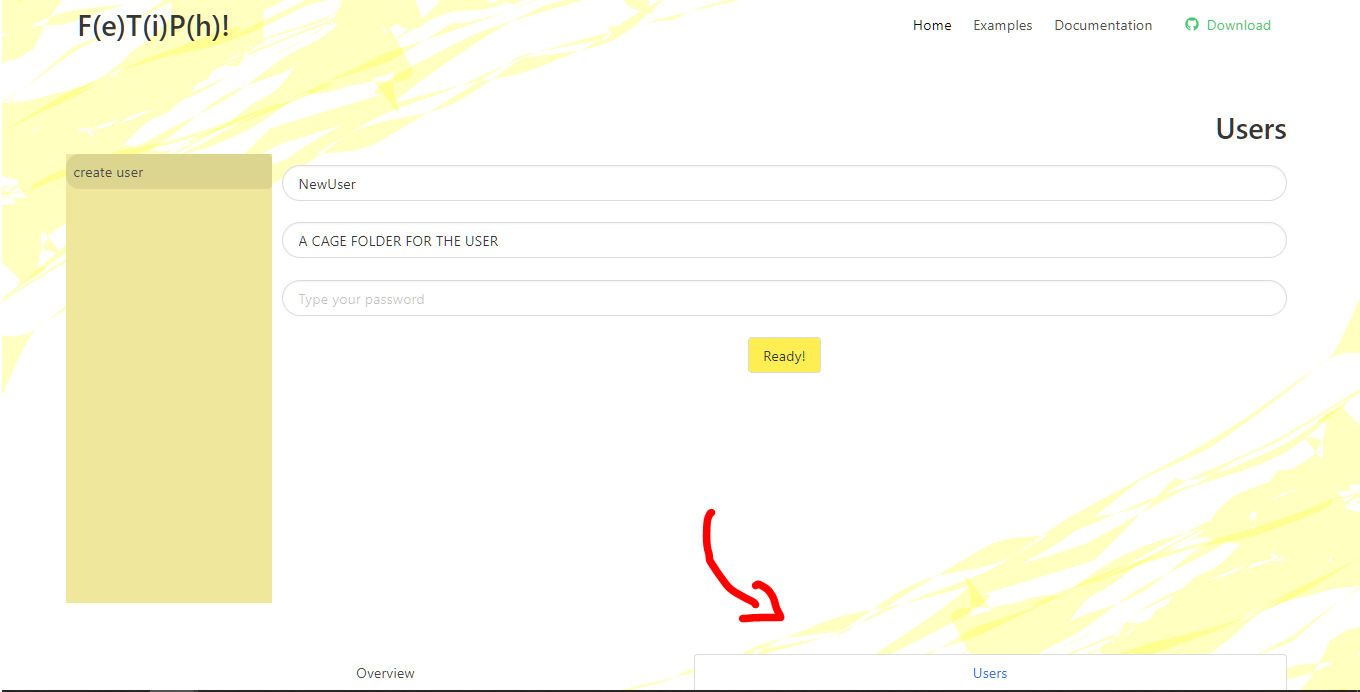 F(e)T(i)P(h)!
Home Examples Documentation Download
Users
create user
NewUser
A CAGE FOLDER FOR THE USER
Type your password
Ready!
Overview Users